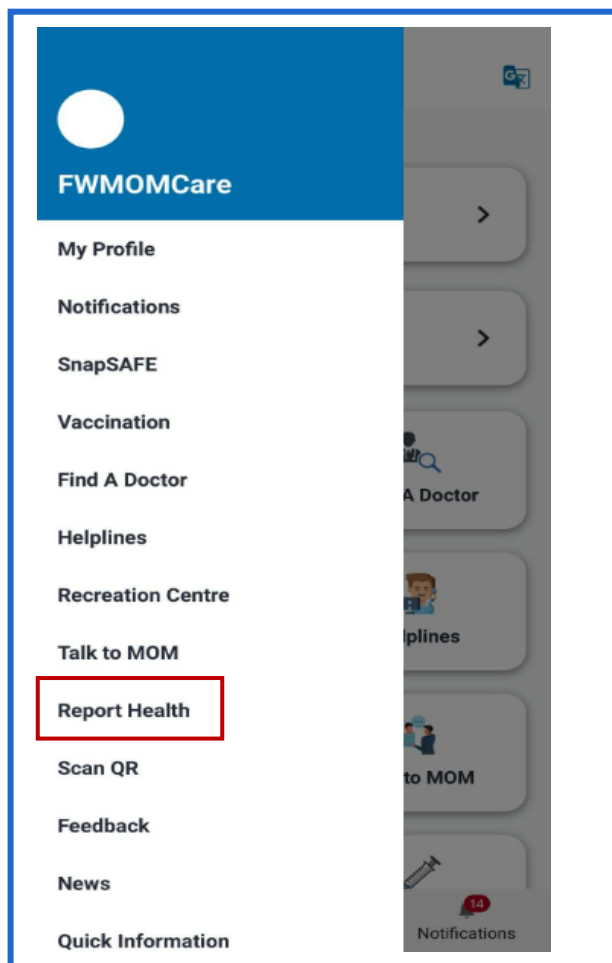 FWMOMCare
My Profile
Notifications
SnapSAFE
Vaccination
Find A Doctor
Helplines
Recreation Centre
Talk to MOM
Report Health
Scan QR
Feedback
News
Quick Information
A Doctor
lplines
to MOM
14
Notifications